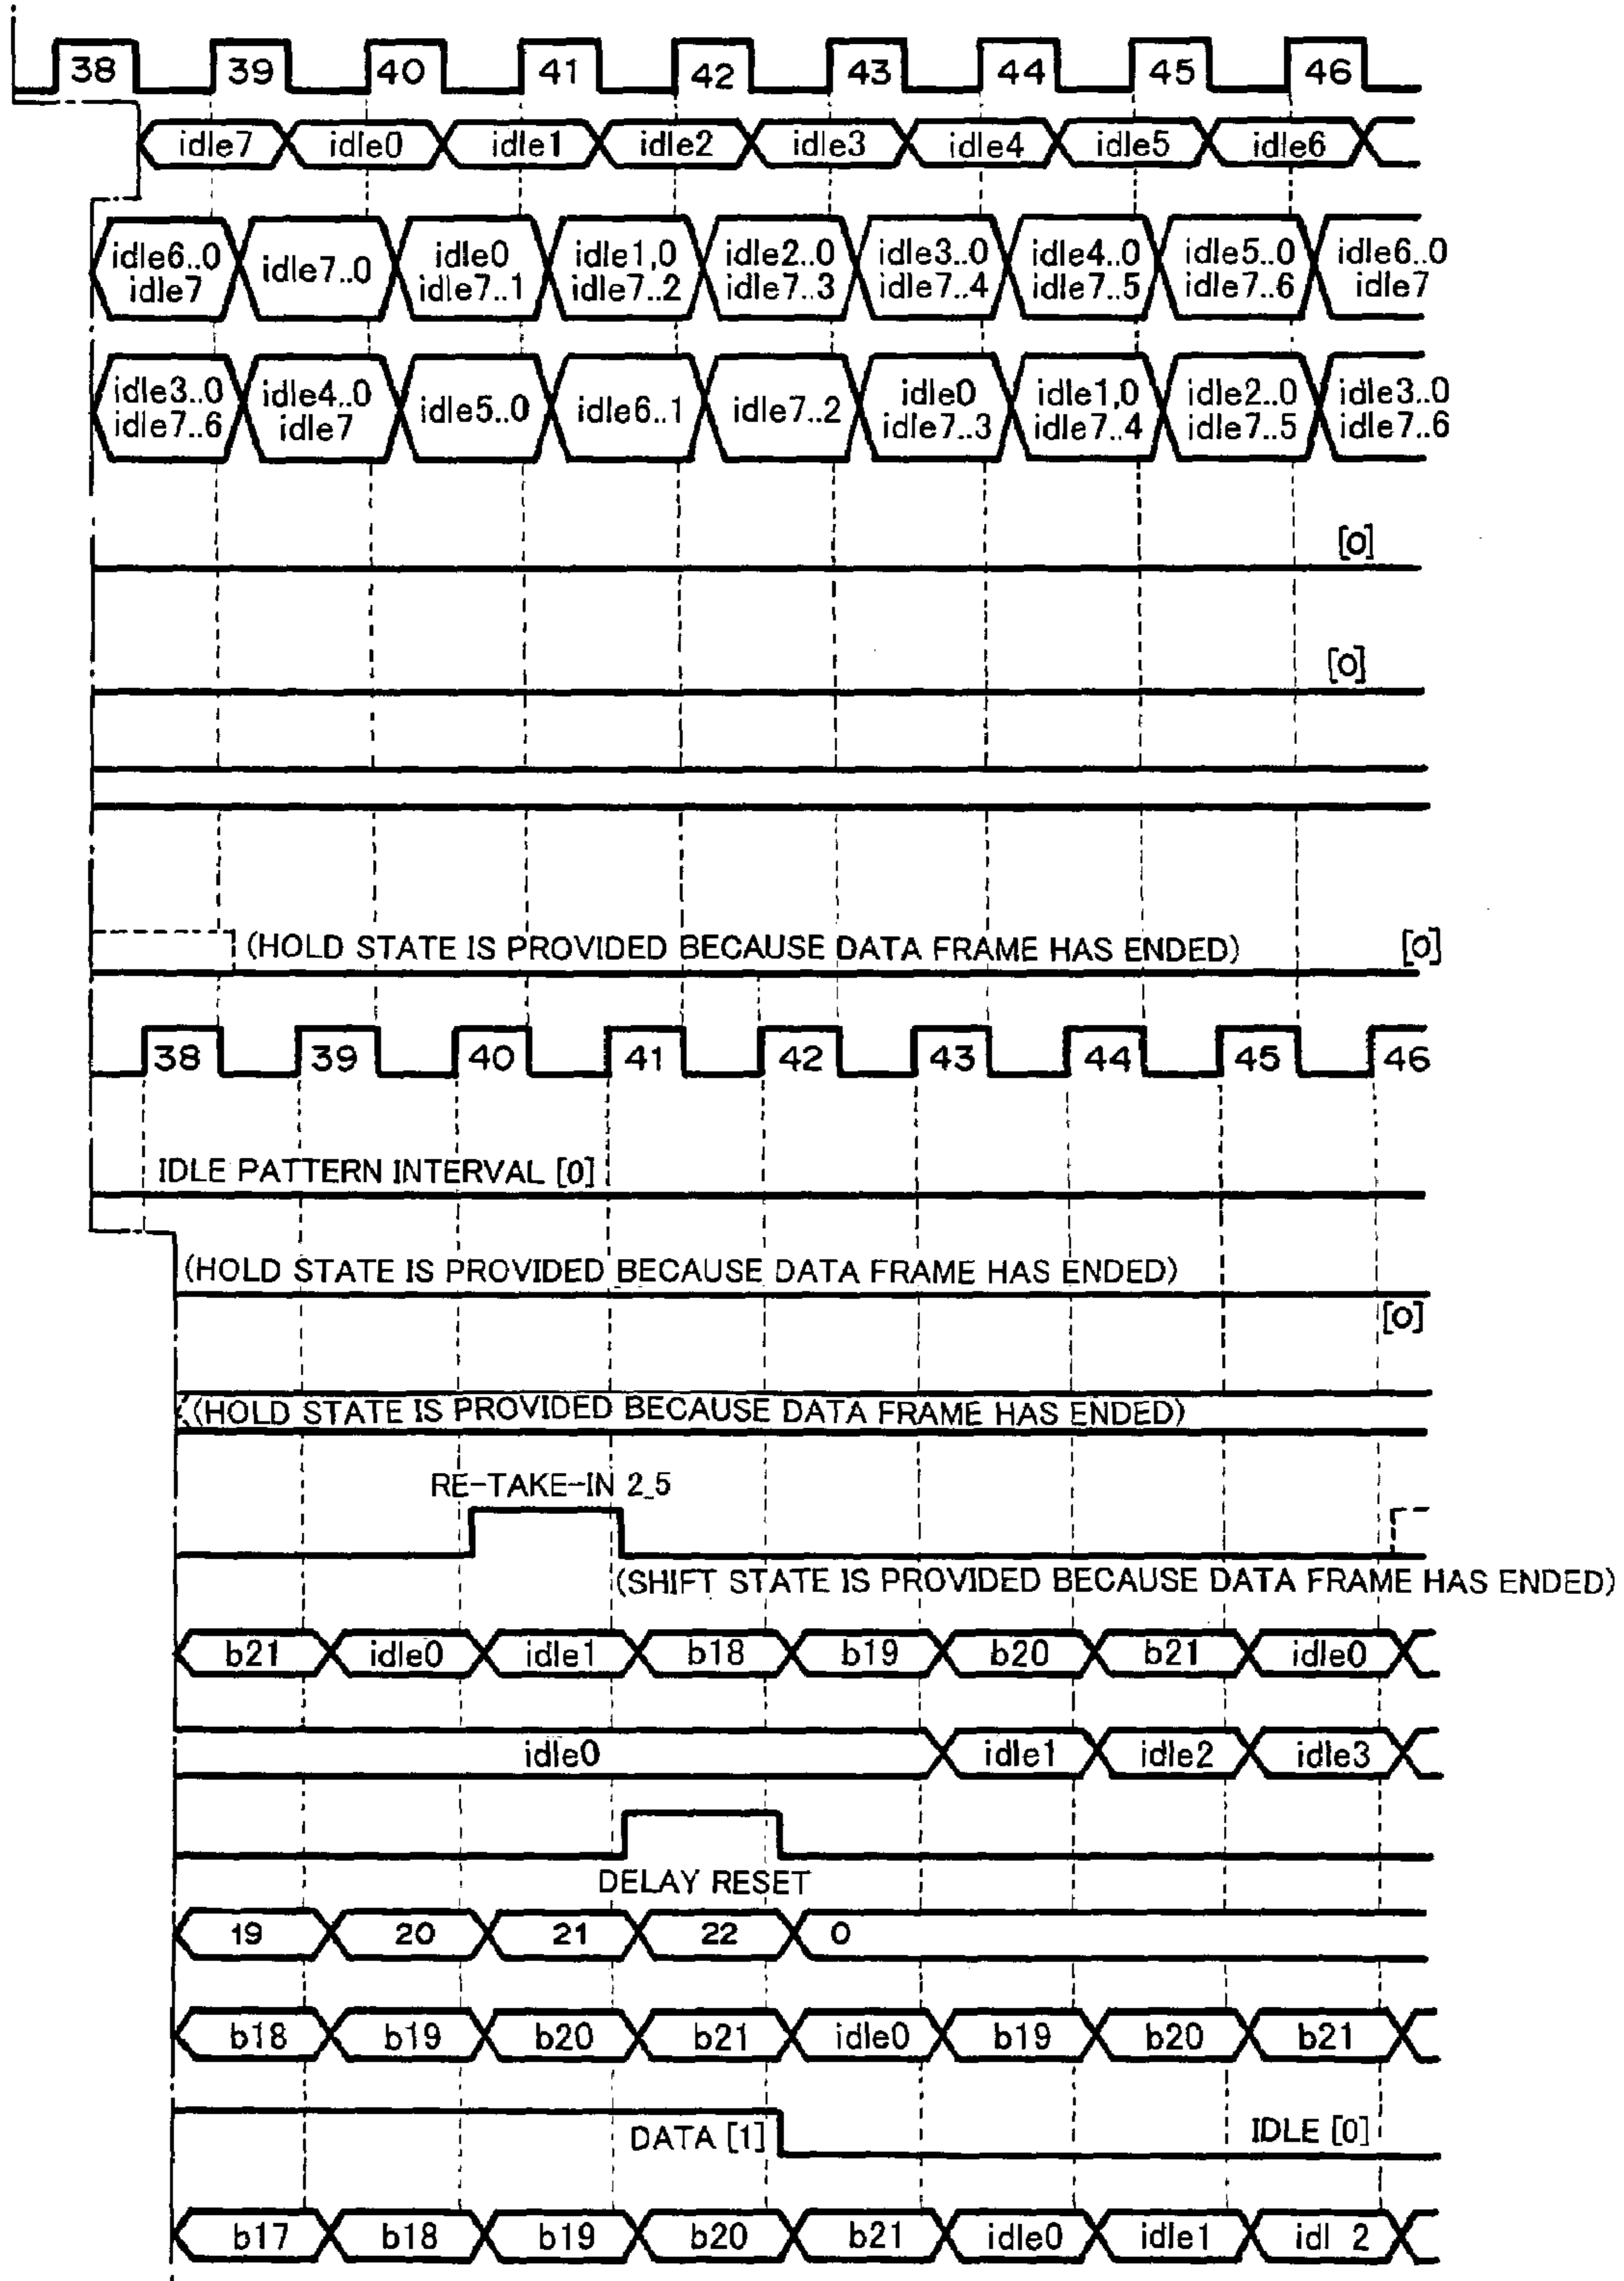 38 39 40 41 42 43 44 45 46
idle7 idle0 idle1 idle2 idle3 idle4 idle5 idle6
idle6..0 idle7..0 idle0 idle1,0 idle2..0 idle3..0 idle4..0 idle5..0 idle6..0
idle7 idle7..1 idle7..2 idle7..3 idle7..4 idle7..5 idle7..6 idle7
idle3..0 idle4..0 idle5..0 idle6..1 idle7..2 idle0 idle1,0 idle2..0 idle3..0
idle7..6 idle7 idle7..3 idle7..4 idle7..5 idle7..6
[0]
[0]
(HOLD STATE IS PROVIDED BECAUSE DATA FRAME HAS ENDED) [0]
38 39 40 41 42 43 44 45 46
IDLE PATTERN INTERVAL [0]
(HOLD STATE IS PROVIDED BECAUSE DATA FRAME HAS ENDED)
[0]
(HOLD STATE IS PROVIDED BECAUSE DATA FRAME HAS ENDED)
RE-TAKE-IN 2_5
(SHIFT STATE IS PROVIDED BECAUSE DATA FRAME HAS ENDED)
b21 idle0 idle1 b18 b19 b20 b21 idle0
idle0 idle1 idle2 idle3
DELAY RESET
19 20 21 22 0
b18 b19 b20 b21 idle0 b19 b20 b21
DATA [1] IDLE [0]
b17 b18 b19 b20 b21 idle0 idle1 idl 2